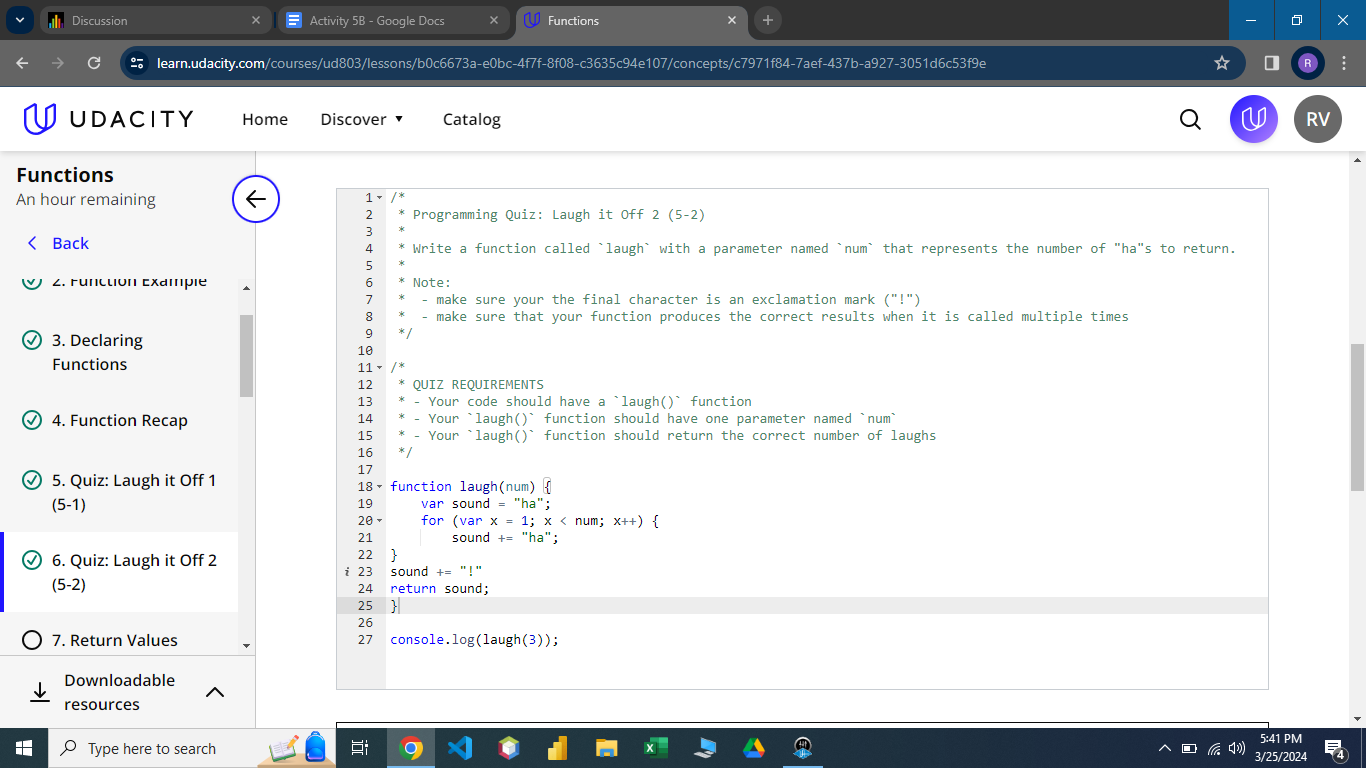 Discussion
Activity 5B - Google Docs
Functions
learn.udacity.com/courses/ud803/lessons/b0c6673a-e0bc-4f7f-8f08-c3635c94e107/concepts/c7971f84-7aef-437b-a927-3051d6c53f9e
R
UDACITY
Home
Discover
Catalog
RV
Functions
An hour remaining
Back
2. Function Example
3. Declaring
Functions
4. Function Recap
5. Quiz: Laugh it Off 1
(5-1)
6. Quiz: Laugh it Off 2
(5-2)
7. Return Values
Downloadable
resources
1 /*
2 * Programming Quiz: Laugh it Off 2 (5-2)
3 *
4 * Write a function called `laugh` with a parameter named `num` that represents the number of "ha"s to return.
5 *
6 * Note:
7 *  - make sure your the final character is an exclamation mark ("!")
8 *  - make sure that your function produces the correct results when it is called multiple times
9 */
10
11 /*
12 * QUIZ REQUIREMENTS
13 * - Your code should have a `laugh()` function
14 * - Your `laugh()` function should have one parameter named `num`
15 * - Your `laugh()` function should return the correct number of laughs
16 */
17
18 function laugh(num) {
19     var sound = "ha";
20     for (var x = 1; x < num; x++) {
21         sound += "ha";
22 }
i 23 sound += "!"
24 return sound;
25 }
26
27 console.log(laugh(3));
Type here to search
5:41 PM
3/25/2024
4